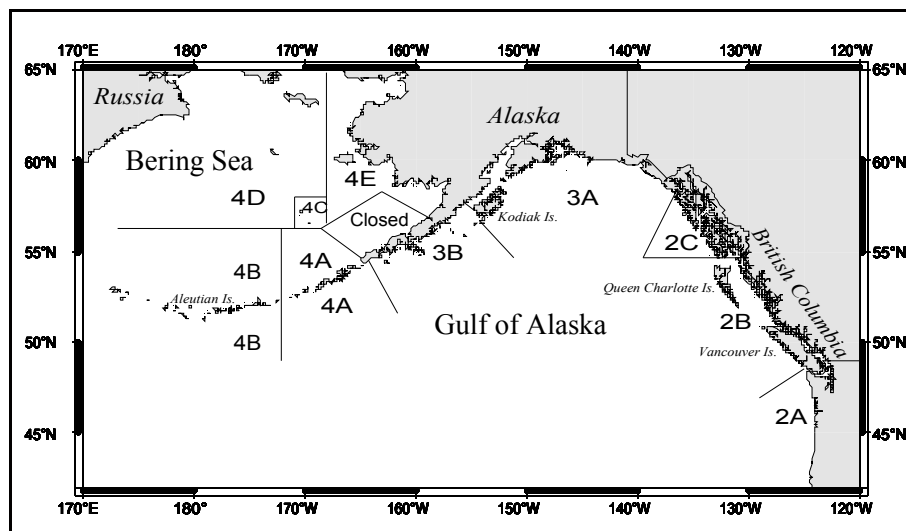 170°E 180° 170°W 160°W 150°W 140°W 130°W 120°W
65°N 65°N
Russia
Alaska
60°N 60°N
Bering Sea
4E
4D
4C
3A
Closed
Kodiak Is.
55°N 55°N
3B
2C
4B
4A
British Columbia
Queen Charlotte Is.
Aleutian Is.
4A
2B
Gulf of Alaska
50°N 50°N
4B
Vancouver Is.
2A
45°N 45°N
170°E 180° 170°W 160°W 150°W 140°W 130°W 120°W